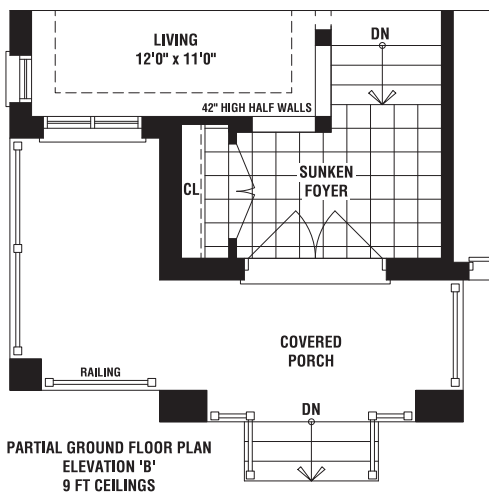 LIVING
12'0" x 11'0"
DN
42" HIGH HALF WALLS
SUNKEN
FOYER
CL
COVERED
PORCH
RAILING
DN
PARTIAL GROUND FLOOR PLAN
ELEVATION 'B'
9 FT CEILINGS